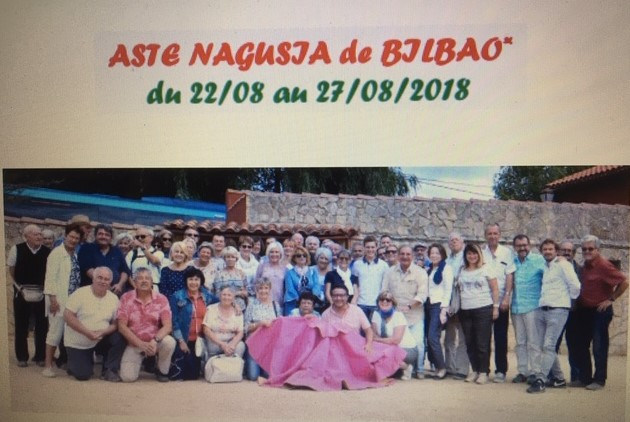 ASTE NAGUSIA de BILBAO*
du 22/08 au 27/08/2018